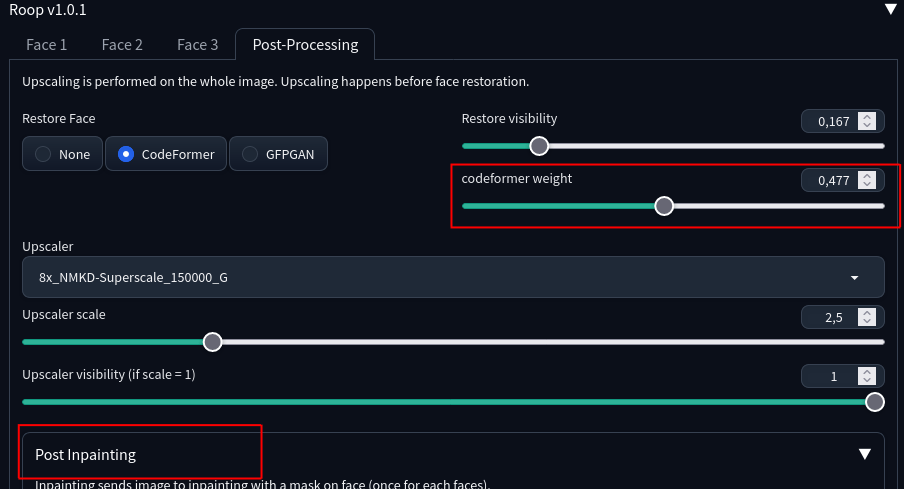 Roop v1.0.1 ▼
Face 1 Face 2 Face 3 Post-Processing
Upscaling is performed on the whole image. Upscaling happens before face restoration.
Restore Face
None CodeFormer GFPGAN
Restore visibility 0,167
codeformer weight 0,477
Upscaler
8x_NMKD-Superscale_150000_G
Upscaler scale 2,5
Upscaler visibility (if scale = 1) 1
Post Inpainting ▼
Inpainting sends image to inpainting with a mask on face (once for each faces).